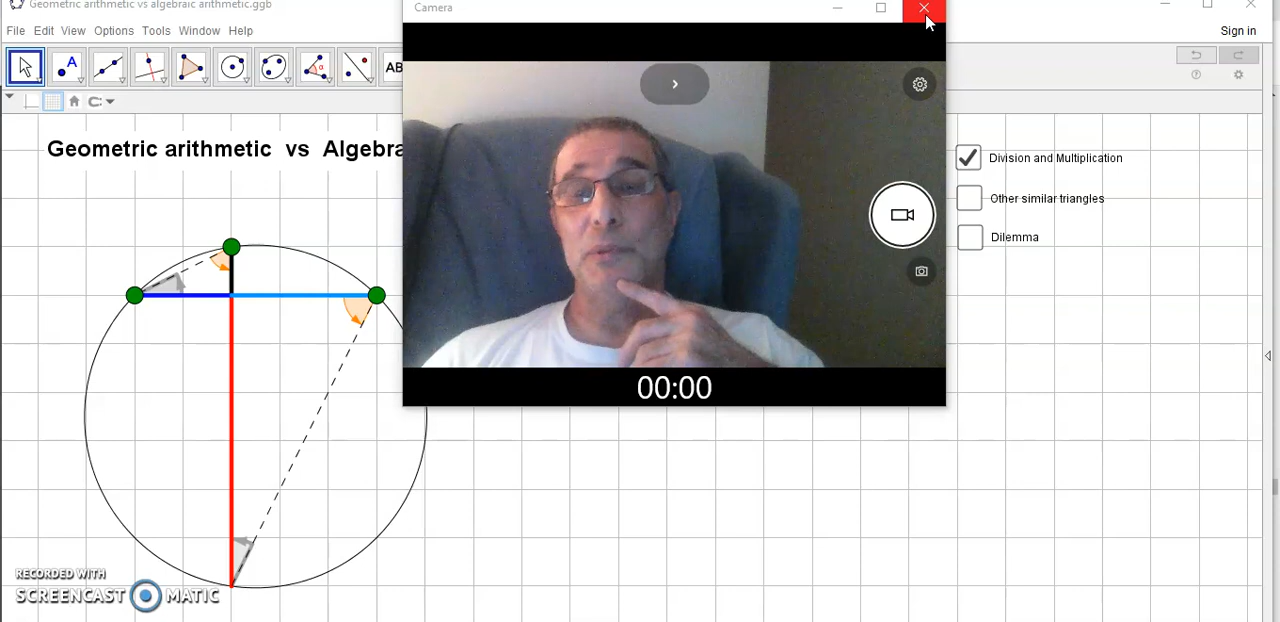 Geometric arithmetic vs algebraic arithmetic.ggb
Camera
File Edit View Options Tools Window Help
Sign in
A
α
AB
Geometric arithmetic vs Algebra
Division and Multiplication
Other similar triangles
Dilemma
00:00
RECORDED WITH
SCREENCAST MATIC